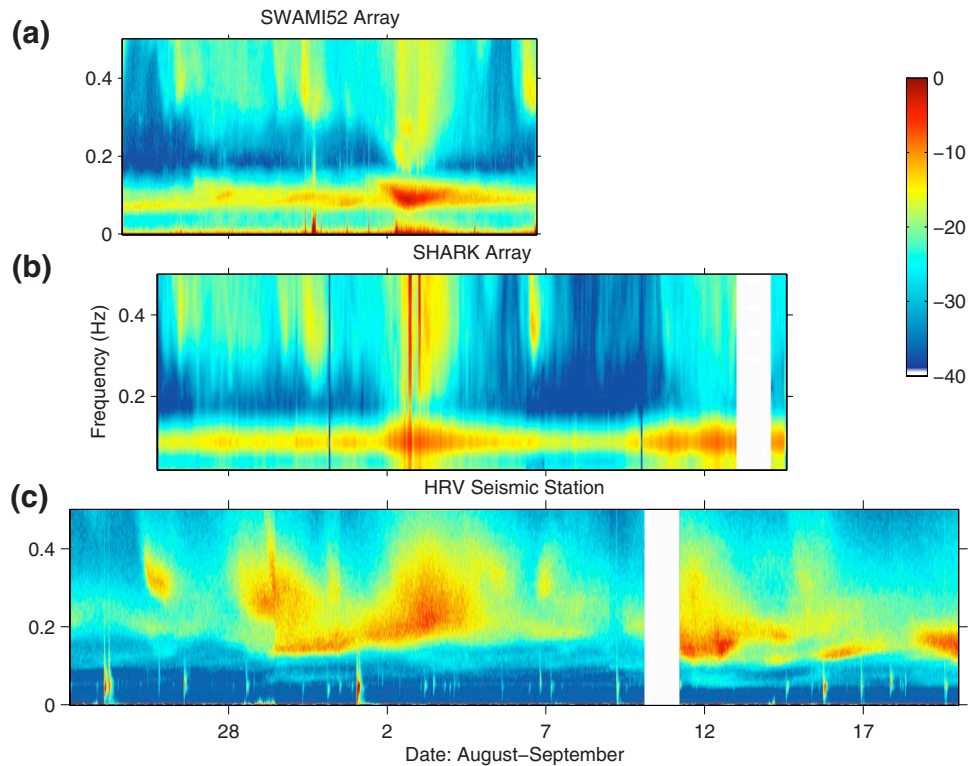 SWAMI52 Array
(a)
0.4
0.2
0
0
−10
−20
−30
−40
SHARK Array
(b)
0.4
0.2
Frequency (Hz)
HRV Seismic Station
(c)
0.4
0.2
0
28 2 7 12 17
Date: August−September